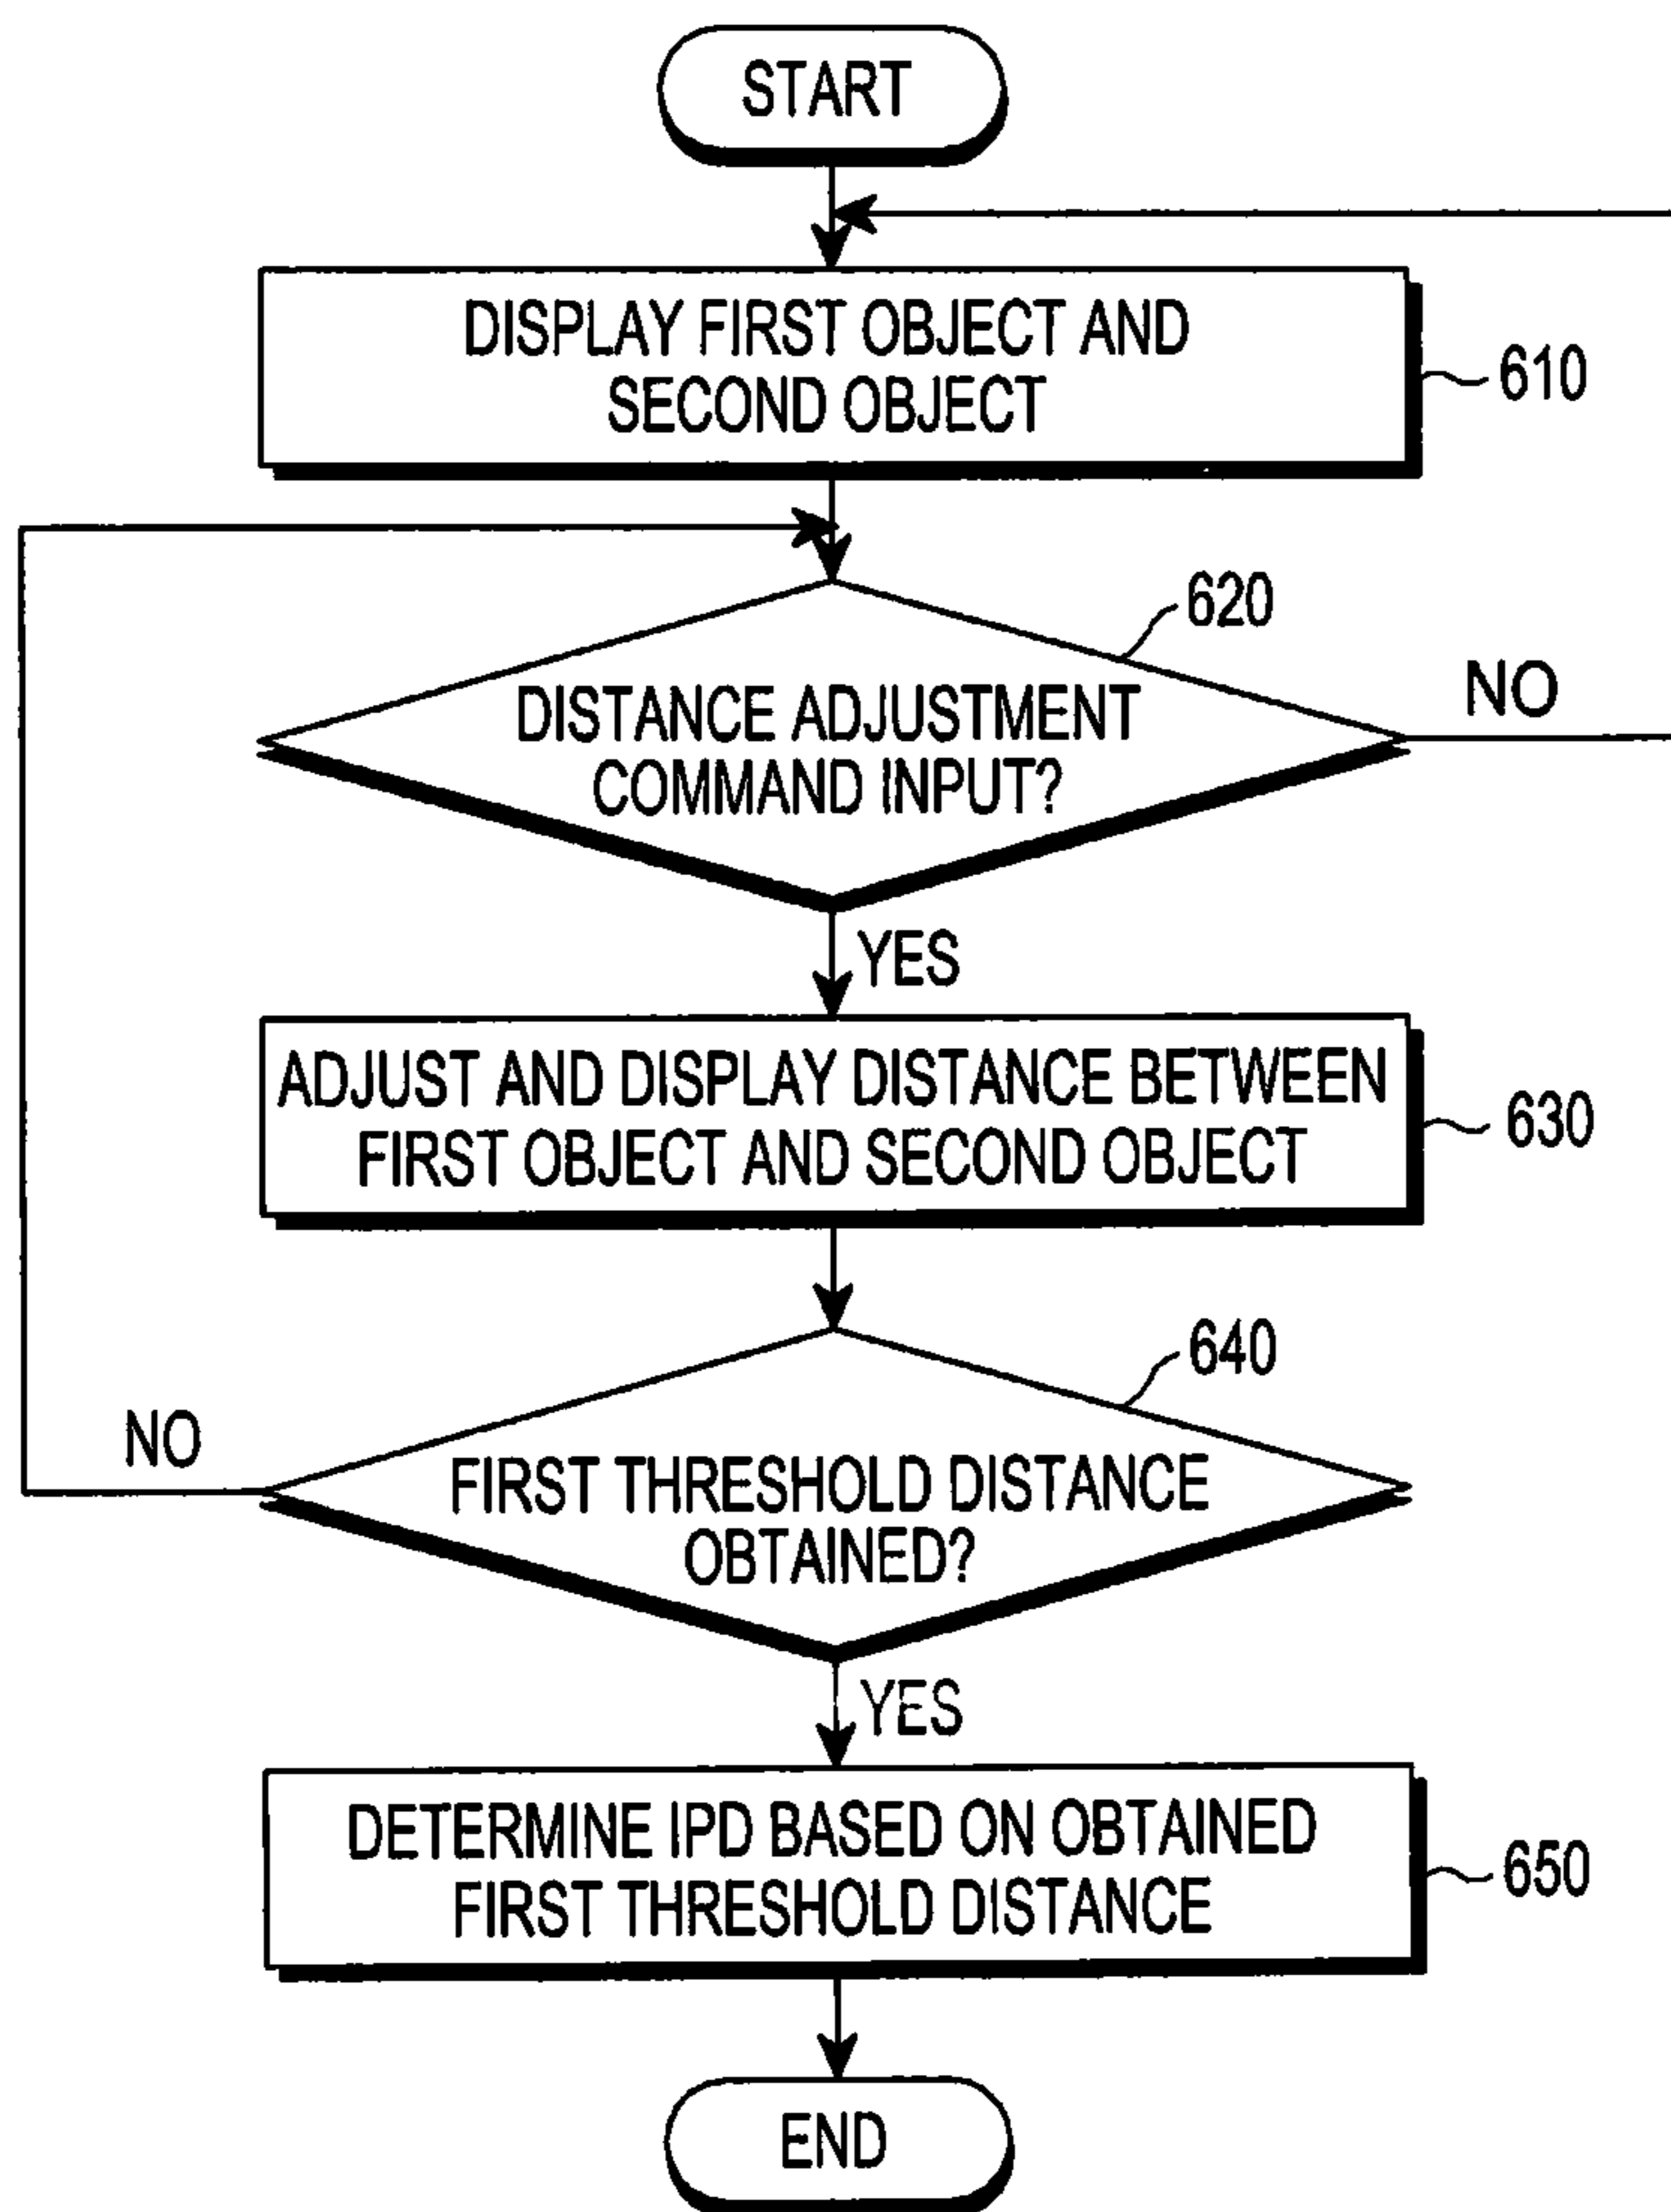 START
DISPLAY FIRST OBJECT AND
SECOND OBJECT
610
620
DISTANCE ADJUSTMENT
COMMAND INPUT?
NO
YES
ADJUST AND DISPLAY DISTANCE BETWEEN
FIRST OBJECT AND SECOND OBJECT
630
640
NO
FIRST THRESHOLD DISTANCE
OBTAINED?
YES
DETERMINE IPD BASED ON OBTAINED
FIRST THRESHOLD DISTANCE
650
END